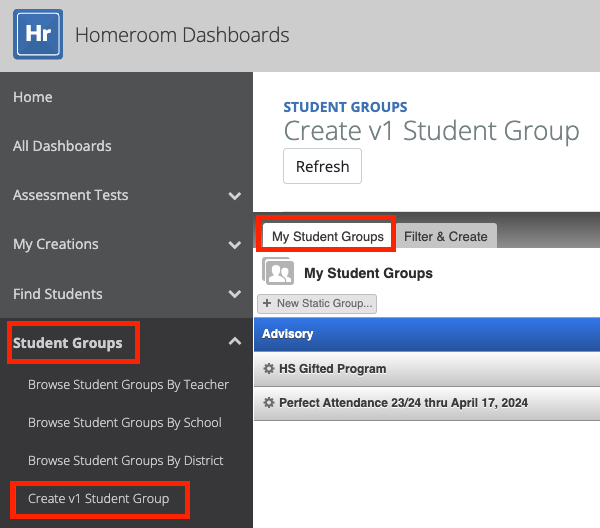 Hr
Homeroom Dashboards
Home
All Dashboards
Assessment Tests
My Creations
Find Students
Student Groups
Browse Student Groups By Teacher
Browse Student Groups By School
Browse Student Groups By District
Create v1 Student Group
STUDENT GROUPS
Create v1 Student Group
Refresh
My Student Groups
Filter & Create
My Student Groups
+ New Static Group...
Advisory
HS Gifted Program
Perfect Attendance 23/24 thru April 17, 2024